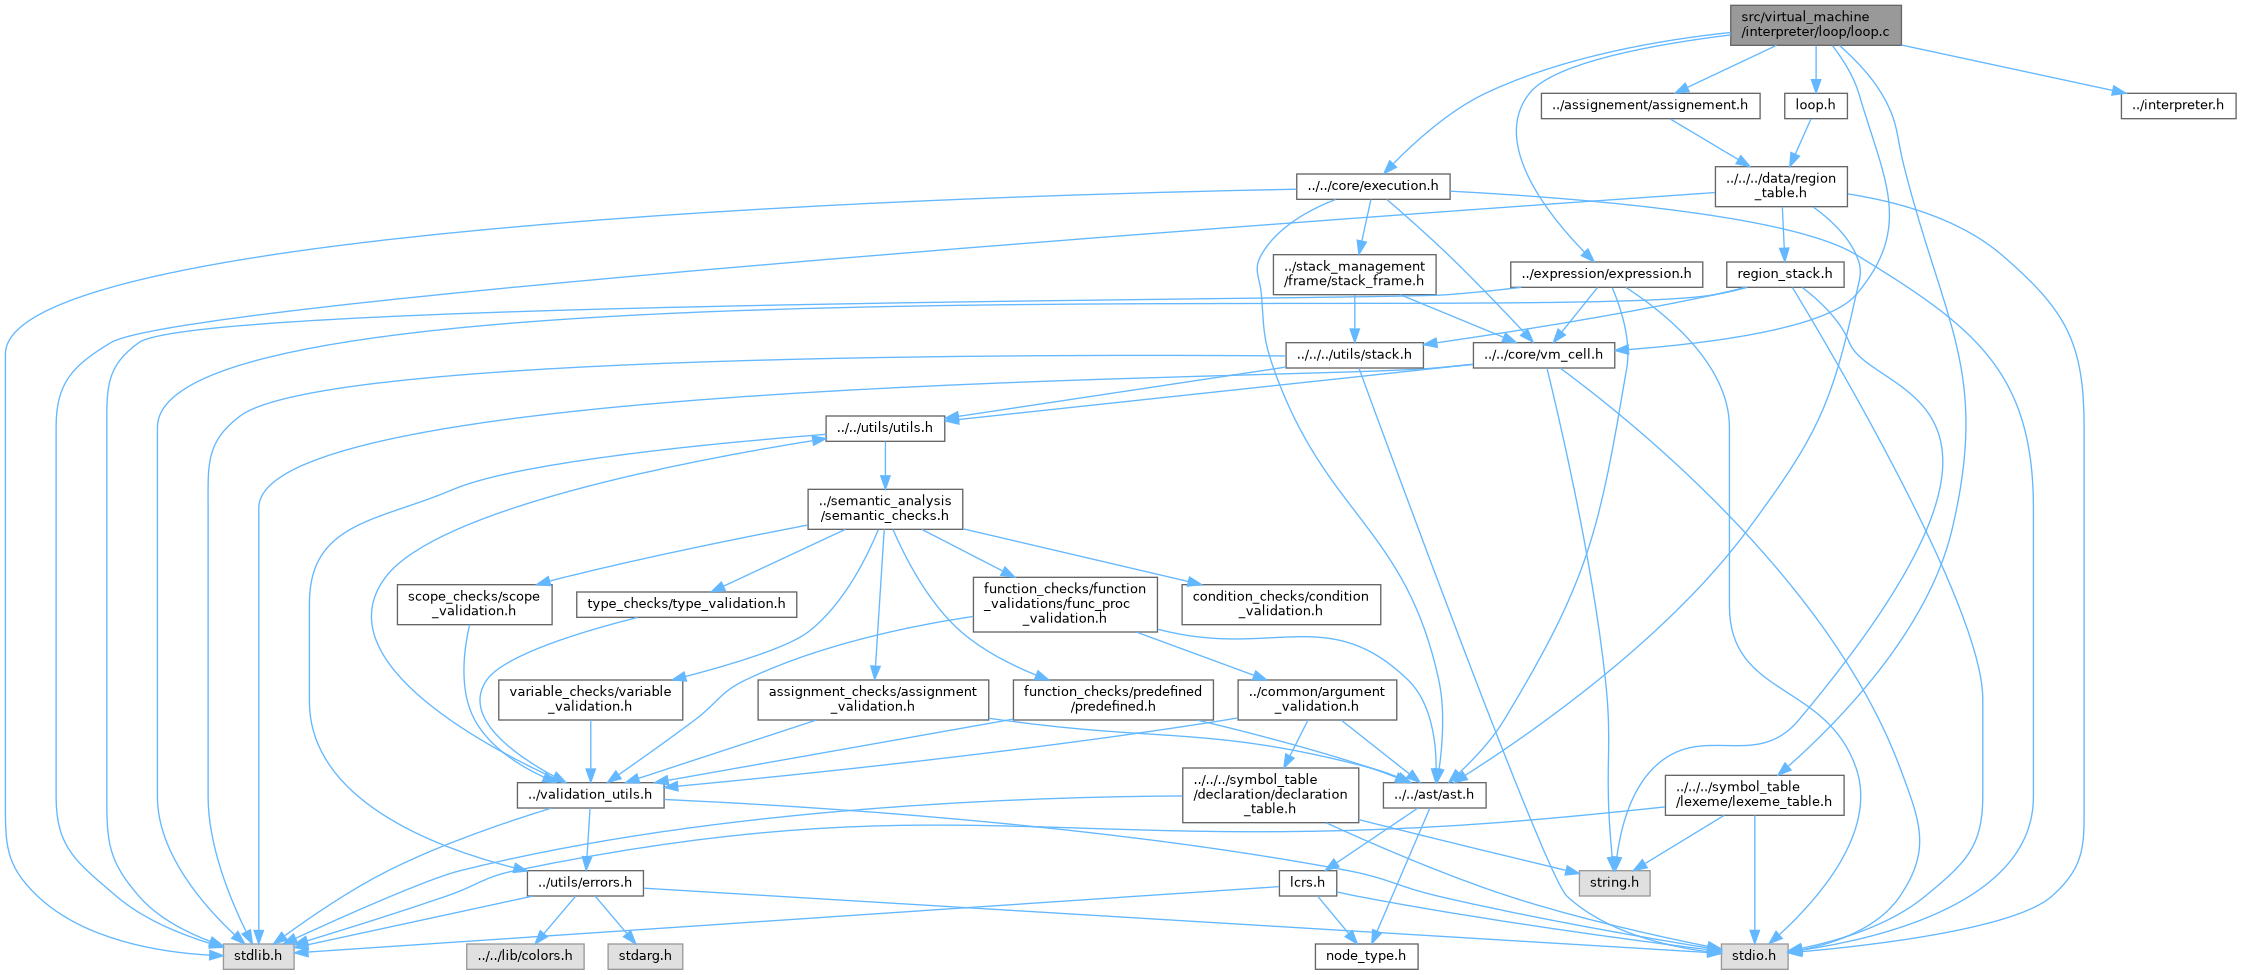 src/virtual_machine
/interpreter/loop/loop.c
../assignement/assignement.h
loop.h
../interpreter.h
../../core/execution.h
../../../data/region
_table.h
../stack_management
/frame/stack_frame.h
../expression/expression.h
region_stack.h
../../../utils/stack.h
../../core/vm_cell.h
../../utils/utils.h
../semantic_analysis
/semantic_checks.h
scope_checks/scope
_validation.h
type_checks/type_validation.h
function_checks/function
_validations/func_proc
_validation.h
condition_checks/condition
_validation.h
variable_checks/variable
_validation.h
assignment_checks/assignment
_validation.h
function_checks/predefined
/predefined.h
../common/argument
_validation.h
../validation_utils.h
../../../symbol_table
/declaration/declaration
_table.h
../../ast/ast.h
../../../symbol_table
/lexeme/lexeme_table.h
../utils/errors.h
lcrs.h
string.h
stdlib.h
../../lib/colors.h
stdarg.h
node_type.h
stdio.h